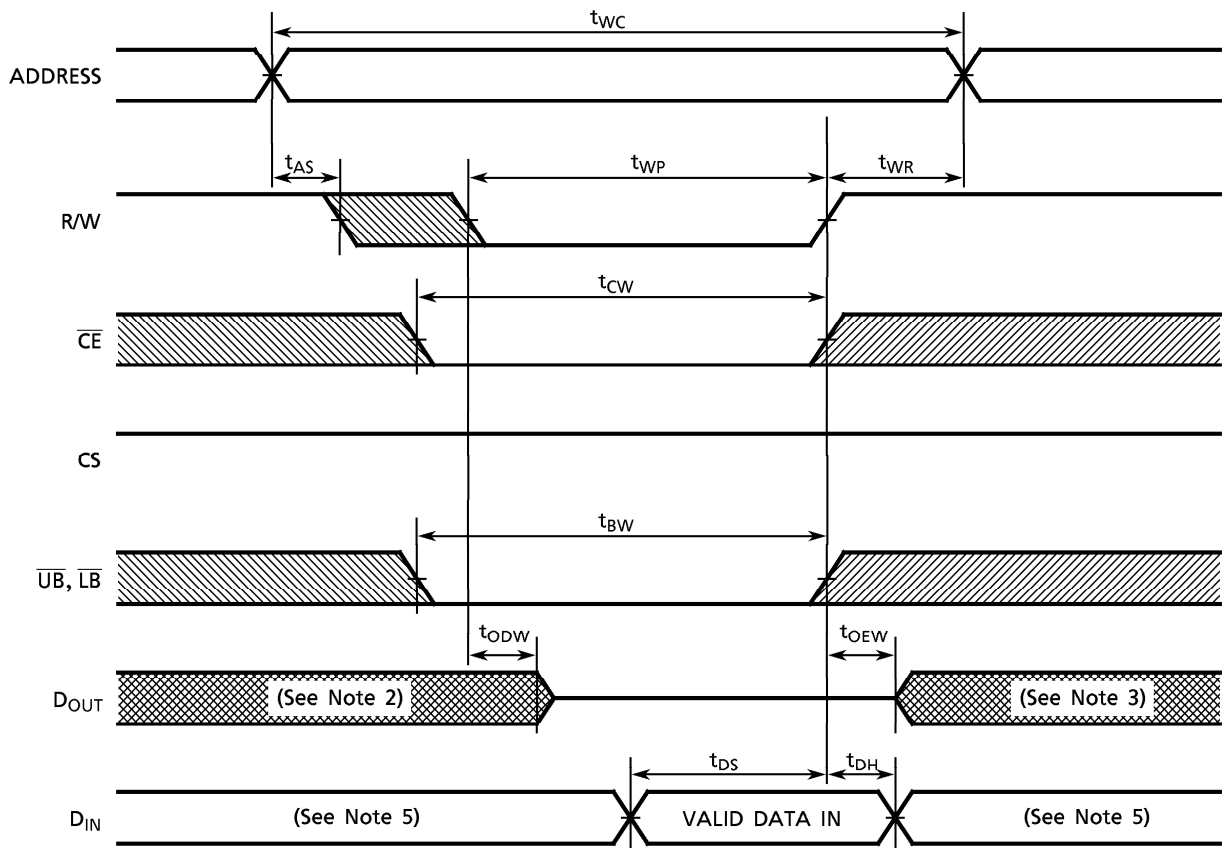 tWC
ADDRESS
tAS
tWP
tWR
R/W
tCW
CE
CS
tBW
UB, LB
tODW
tOEW
DOUT
(See Note 2)
(See Note 3)
tDS
tDH
DIN
(See Note 5)
VALID DATA IN
(See Note 5)